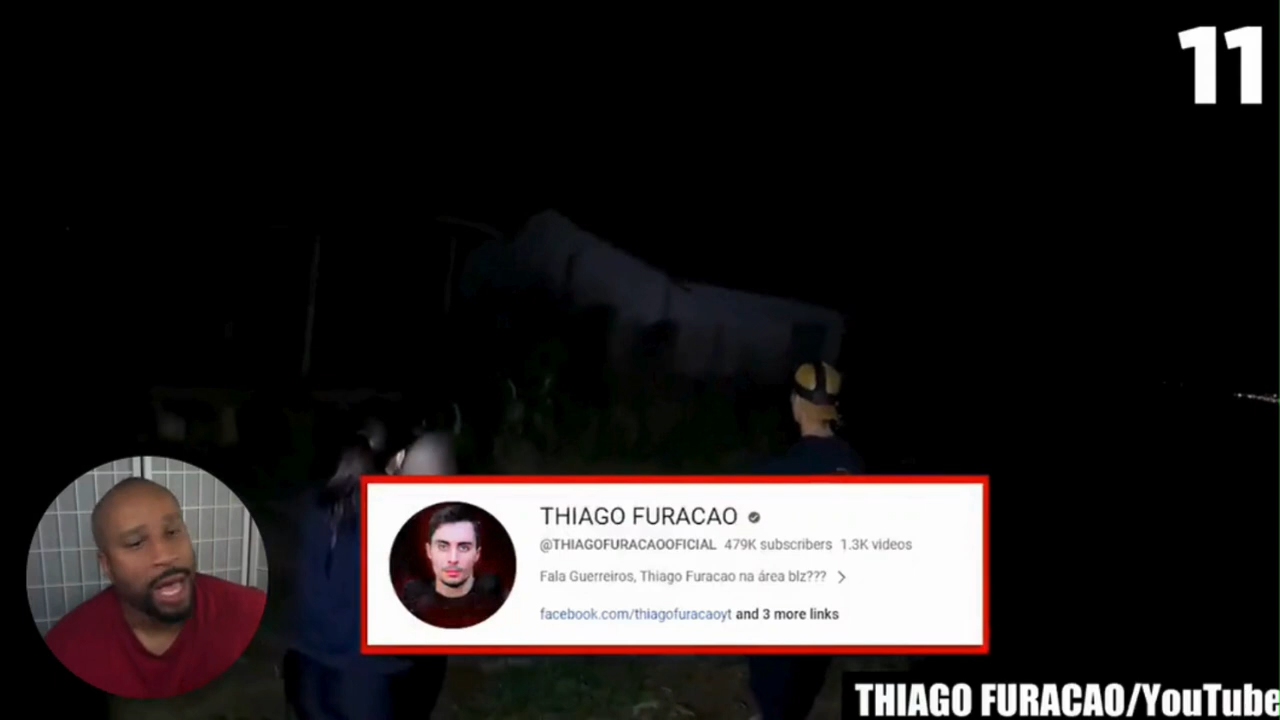 11
THIAGO FURACAO
@THIAGOFURACAOOFICIAL 479K subscribers 1.3K videos
Fala Guerreiros, Thiago Furacao na área blz???
facebook.com/thiagofuracaoyt and 3 more links
THIAGO FURACAO/YouTube